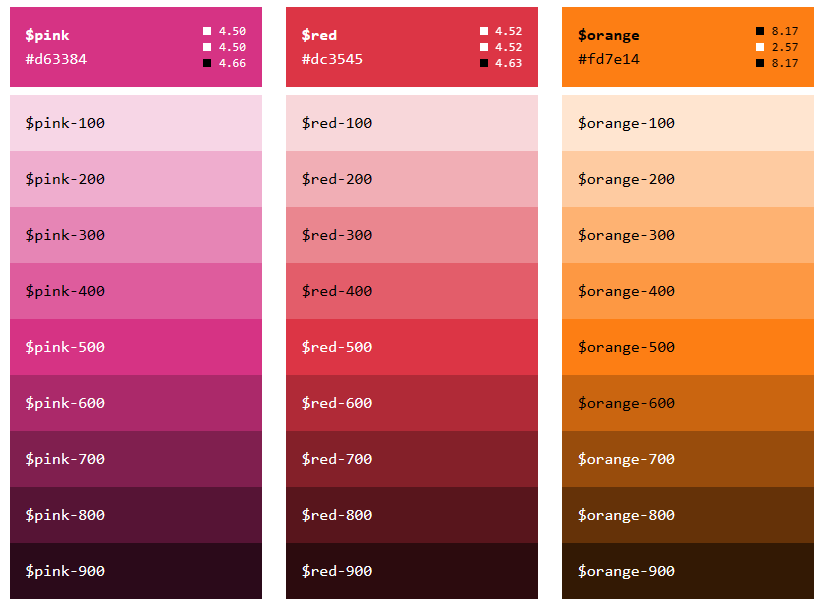 $pink
#d63384
4.50
4.50
4.66
$pink-100
$pink-200
$pink-300
$pink-400
$pink-500
$pink-600
$pink-700
$pink-800
$pink-900
$red
#dc3545
4.52
4.52
4.63
$red-100
$red-200
$red-300
$red-400
$red-500
$red-600
$red-700
$red-800
$red-900
$orange
#fd7e14
8.17
2.57
8.17
$orange-100
$orange-200
$orange-300
$orange-400
$orange-500
$orange-600
$orange-700
$orange-800
$orange-900